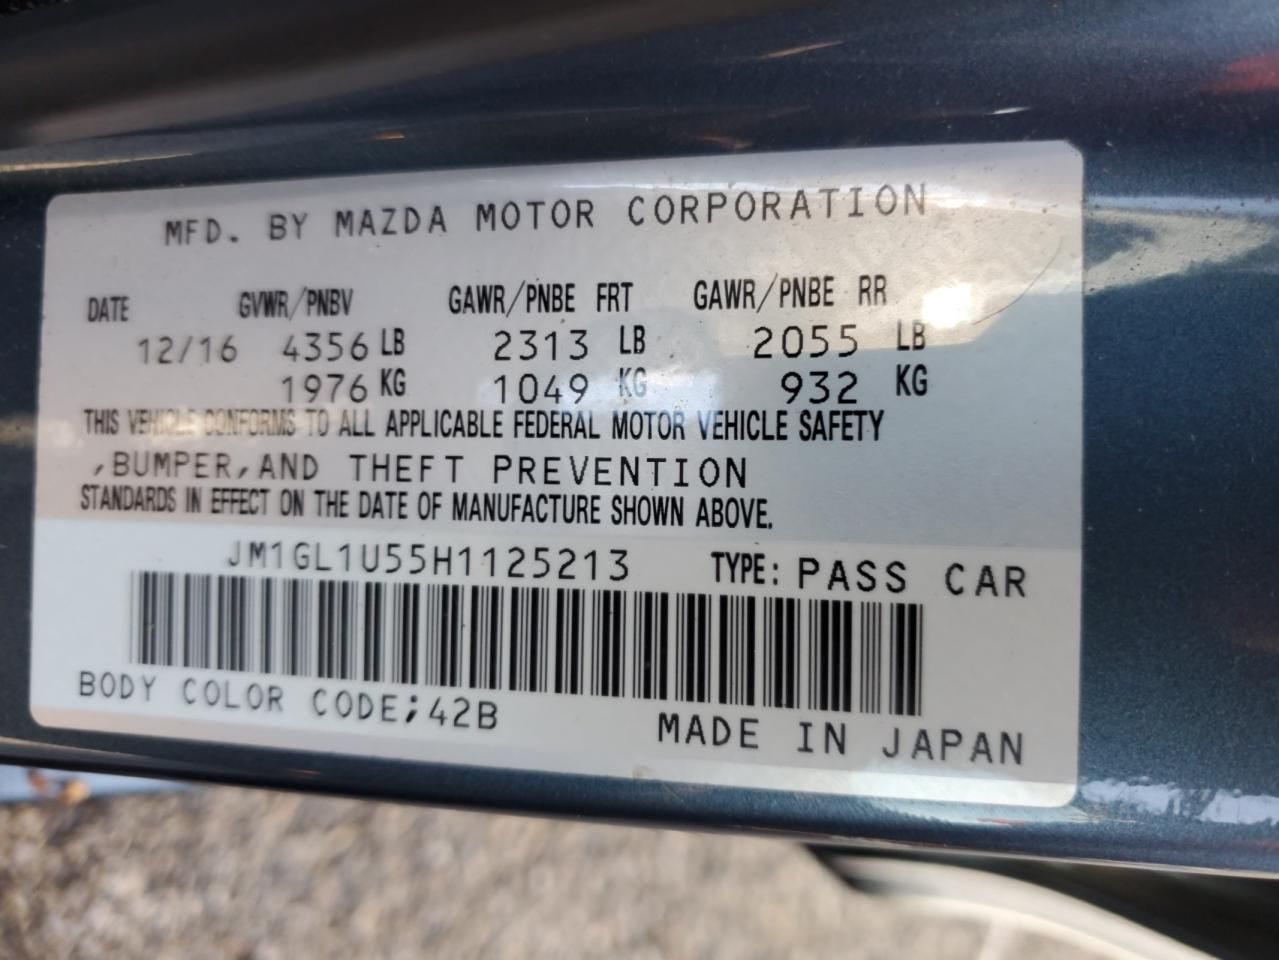 MFD. BY MAZDA MOTOR CORPORATION
DATE GVWR/PNBV GAWR/PNBE FRT GAWR/PNBE RR
12/16 4356 LB 2313 LB 2055 LB
1976 KG 1049 KG 932 KG
THIS VEHICLE CONFORMS TO ALL APPLICABLE FEDERAL MOTOR VEHICLE SAFETY
,BUMPER,AND THEFT PREVENTION
STANDARDS IN EFFECT ON THE DATE OF MANUFACTURE SHOWN ABOVE.
JM1GL1U55H1125213 TYPE: PASS CAR
BODY COLOR CODE;42B
MADE IN JAPAN